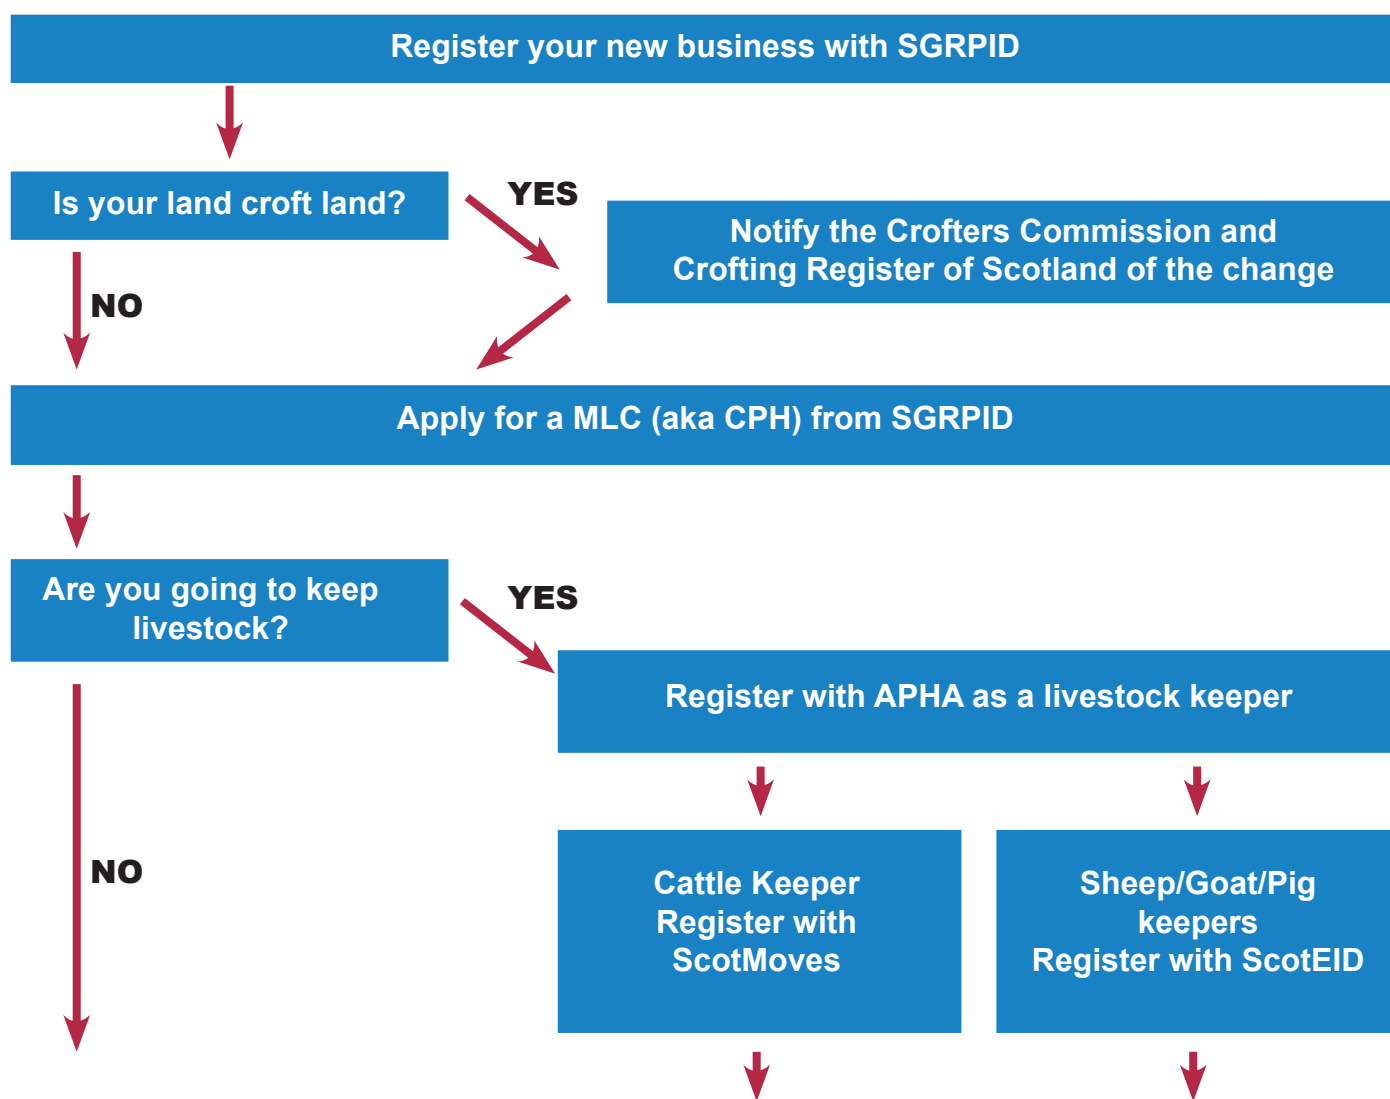 Register your new business with SGRPID
Is your land croft land?
YES
Notify the Crofters Commission and
Crofting Register of Scotland of the change
NO
Apply for a MLC (aka CPH) from SGRPID
Are you going to keep
livestock?
YES
Register with APHA as a livestock keeper
NO
Cattle Keeper
Register with
ScotMoves
Sheep/Goat/Pig
keepers
Register with ScotEID